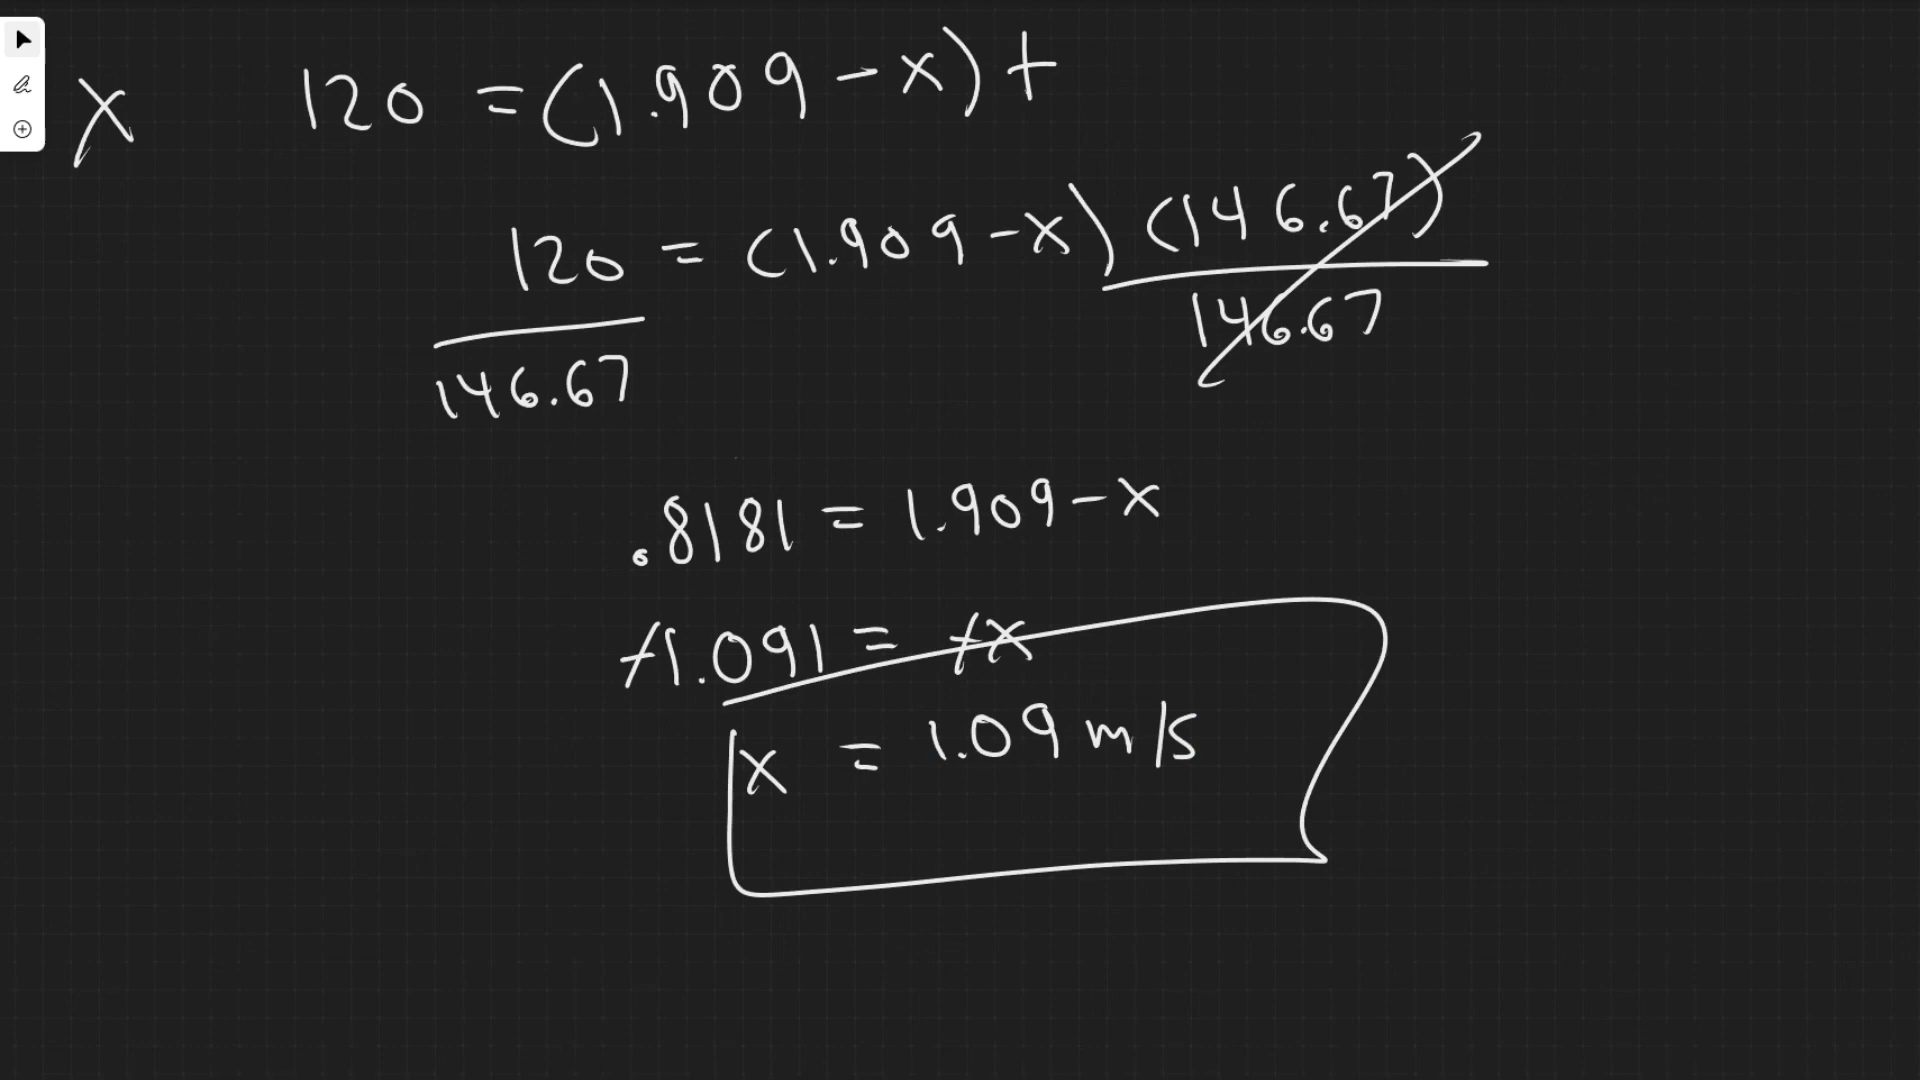 x 120 = (1.909 - x) t
120 = (1.909 - x) (146.67)
146.67 146.67
.8181 = 1.909 - x
-1.091 = -x
x = 1.09 m/s